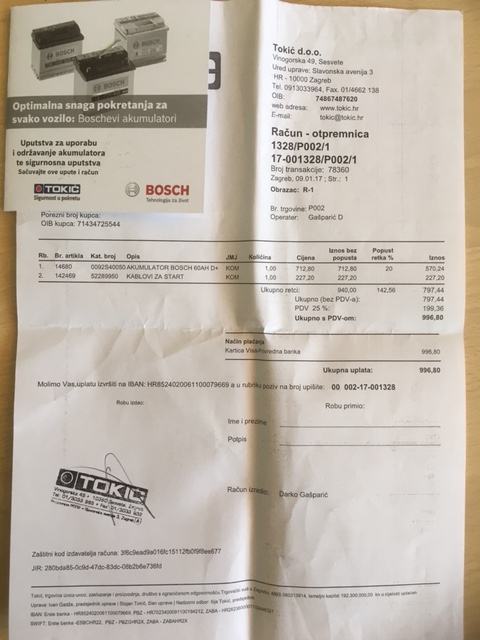 BOSCH
Optimalna snaga pokretanja za
svako vozilo: Boschevi akumulatori
Uputstva za uporabu
i održavanje akumulatora
te sigurnosna uputstva
Sačuvajte ove upute i račun
TOKIĆ
Sigurnost u pokretu
BOSCH
Tehnologija za život
Tokić d.o.o.
Vinogorska 49, Sesvete
Ured uprave: Slavonska avenija 3
HR - 10000 Zagreb
Tel. 0913033964, Fax. 01/4662 138
OIB: 74867487620
web adresa: www.tokic.hr
E-mail: tokic@tokic.hr
Račun - otpremnica
1328/P002/1
17-001328/P002/1
Broj transakcije: 78360
Zagreb, 09.01.17 ; Str.: 1
Obrazac: R-1
Br. trgovine: P002
Operater: Gašparić D
Porezni broj kupca:
OIB kupca: 71434725544
Rb. Br. artikla Kat. broj Opis JMJ Količina Cijena Iznos bez popusta Popust retka % Iznos
1. 14680 0092S40050 AKUMULATOR BOSCH 60AH D+ KOM 1,00 712,80 712,80 20 570,24
2. 142469 52289950 KABLOVI ZA START KOM 1,00 227,20 227,20 227,20
Ukupno retci: 940,00 142,56 797,44
Ukupno (bez PDV-a): 797,44
PDV 25 %: 199,36
Ukupno s PDV-om: 996,80
Način plaćanja
Kartica Visa-Privredna banka 996,80
Ukupna uplata: 996,80
Molimo Vas,uplatu izvršiti na IBAN: HR8524020061100079669 a u rubriku poziv na broj upišite: 00 002-17-001328
Robu izdao: Robu primio:
Ime i prezime
Potpis
TOKIĆ
Račun izradio: Darko Gašparić
Zaštitni kod izdavatelja računa: 3f6c9ead9a016fc15112fb0f9f8ee677
JIR: 280bda85-0c9d-47dc-83dc-08b2b6e736fd